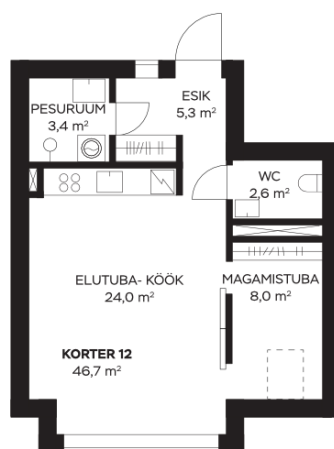 ESIK
5,3 m²
PESURUUM
3,4 m²
WC
2,6 m²
ELUTUBA- KÖÖK
24,0 m²
MAGAMISTUBA
8,0 m²
KORTER 12
46,7 m²